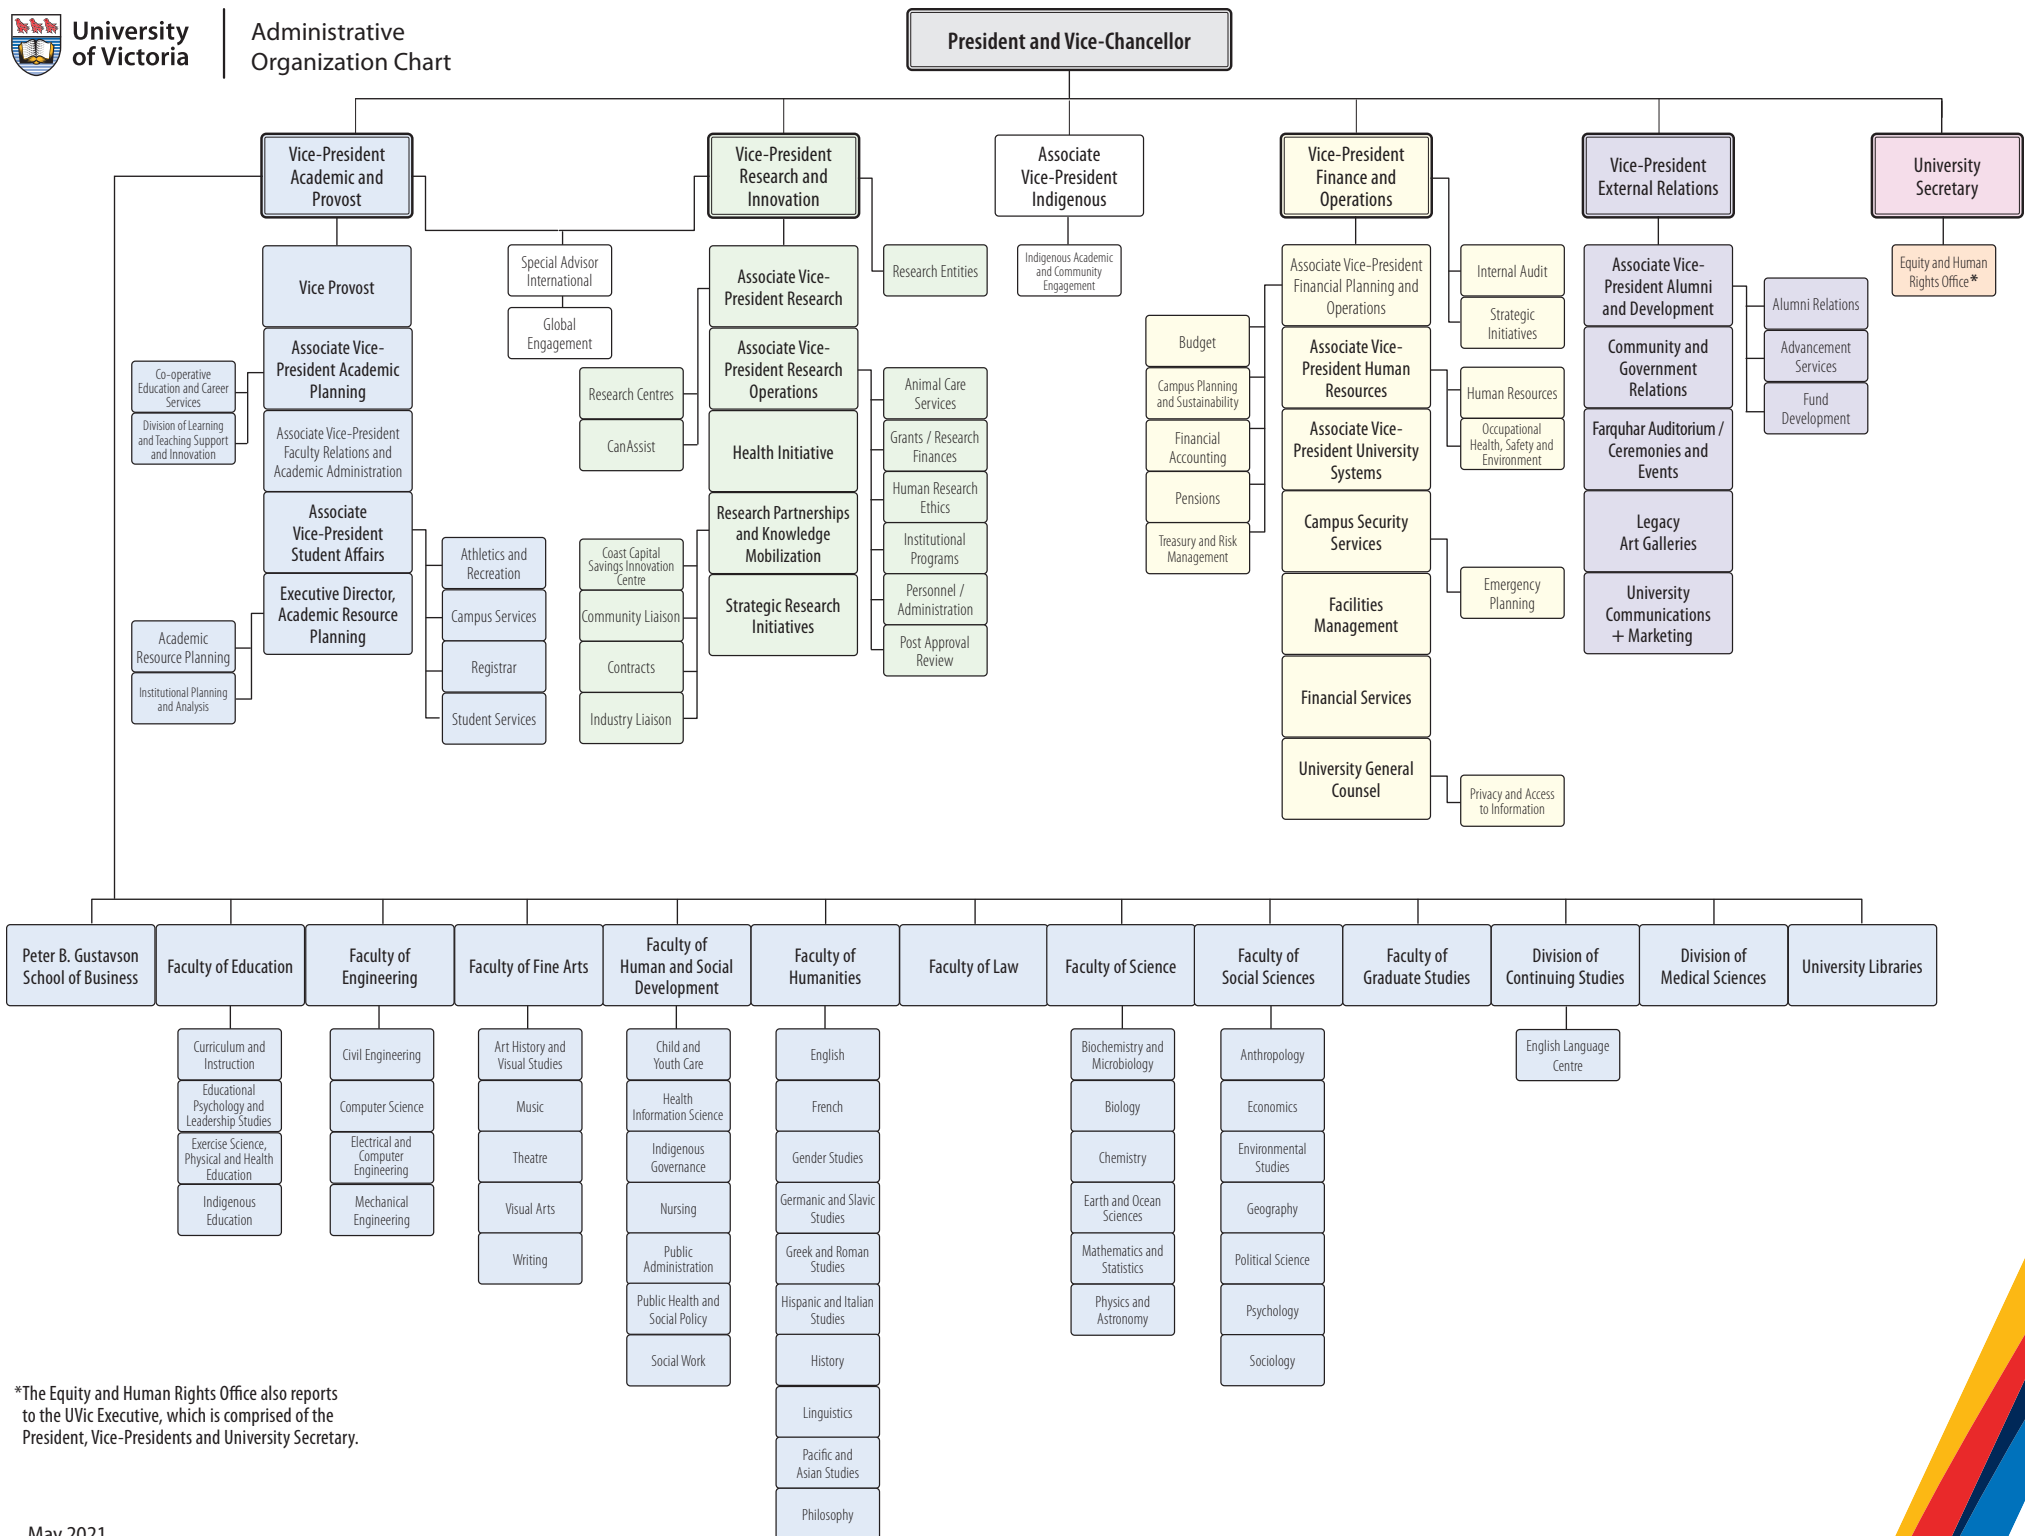 University
of Victoria
Administrative
Organization Chart
President and Vice-Chancellor
Vice-President
Academic and
Provost
Vice-President
Research and
Innovation
Associate
Vice-President
Indigenous
Vice-President
Finance and
Operations
Vice-President
External Relations
University
Secretary
Vice Provost
Associate Vice-
President Academic
Planning
Associate Vice-President
Faculty Relations and
Academic Administration
Associate
Vice-President
Student Affairs
Executive Director,
Academic Resource
Planning
Co-operative
Education and Career
Services
Division of Learning
and Teaching Support
and Innovation
Academic
Resource Planning
Institutional Planning
and Analysis
Athletics and
Recreation
Campus Services
Registrar
Student Services
Special Advisor
International
Global
Engagement
Associate Vice-
President Research
Associate Vice-
President Research
Operations
Health Initiative
Research Partnerships
and Knowledge
Mobilization
Strategic Research
Initiatives
Research Entities
Research Centres
CanAssist
Coast Capital
Savings Innovation
Centre
Community Liaison
Contracts
Industry Liaison
Animal Care
Services
Grants / Research
Finances
Human Research
Ethics
Institutional
Programs
Personnel /
Administration
Post Approval
Review
Indigenous Academic
and Community
Engagement
Associate Vice-President
Financial Planning and
Operations
Associate Vice-
President Human
Resources
Associate Vice-
President University
Systems
Campus Security
Services
Facilities
Management
Financial Services
University General
Counsel
Budget
Campus Planning
and Sustainability
Financial
Accounting
Pensions
Treasury and Risk
Management
Internal Audit
Strategic
Initiatives
Human Resources
Occupational
Health, Safety and
Environment
Emergency
Planning
Privacy and Access
to Information
Associate Vice-
President Alumni
and Development
Community and
Government
Relations
Farquhar Auditorium /
Ceremonies and
Events
Legacy
Art Galleries
University
Communications
+ Marketing
Alumni Relations
Advancement
Services
Fund
Development
Equity and Human
Rights Office*
Peter B. Gustavson
School of Business
Faculty of Education
Faculty of
Engineering
Faculty of Fine Arts
Faculty of
Human and Social
Development
Faculty of
Humanities
Faculty of Law
Faculty of Science
Faculty of
Social Sciences
Faculty of
Graduate Studies
Division of
Continuing Studies
Division of
Medical Sciences
University Libraries
Curriculum and
Instruction
Educational
Psychology and
Leadership Studies
Exercise Science,
Physical and Health
Education
Indigenous
Education
Civil Engineering
Computer Science
Electrical and
Computer
Engineering
Mechanical
Engineering
Art History and
Visual Studies
Music
Theatre
Visual Arts
Writing
Child and
Youth Care
Health
Information Science
Indigenous
Governance
Nursing
Public
Administration
Public Health and
Social Policy
Social Work
English
French
Gender Studies
Germanic and Slavic
Studies
Greek and Roman
Studies
Hispanic and Italian
Studies
History
Linguistics
Pacific and
Asian Studies
Philosophy
Biochemistry and
Microbiology
Biology
Chemistry
Earth and Ocean
Sciences
Mathematics and
Statistics
Physics and
Astronomy
Anthropology
Economics
Environmental
Studies
Geography
Political Science
Psychology
Sociology
English Language
Centre
*The Equity and Human Rights Office also reports
to the UVic Executive, which is comprised of the
President, Vice-Presidents and University Secretary.
May 2021